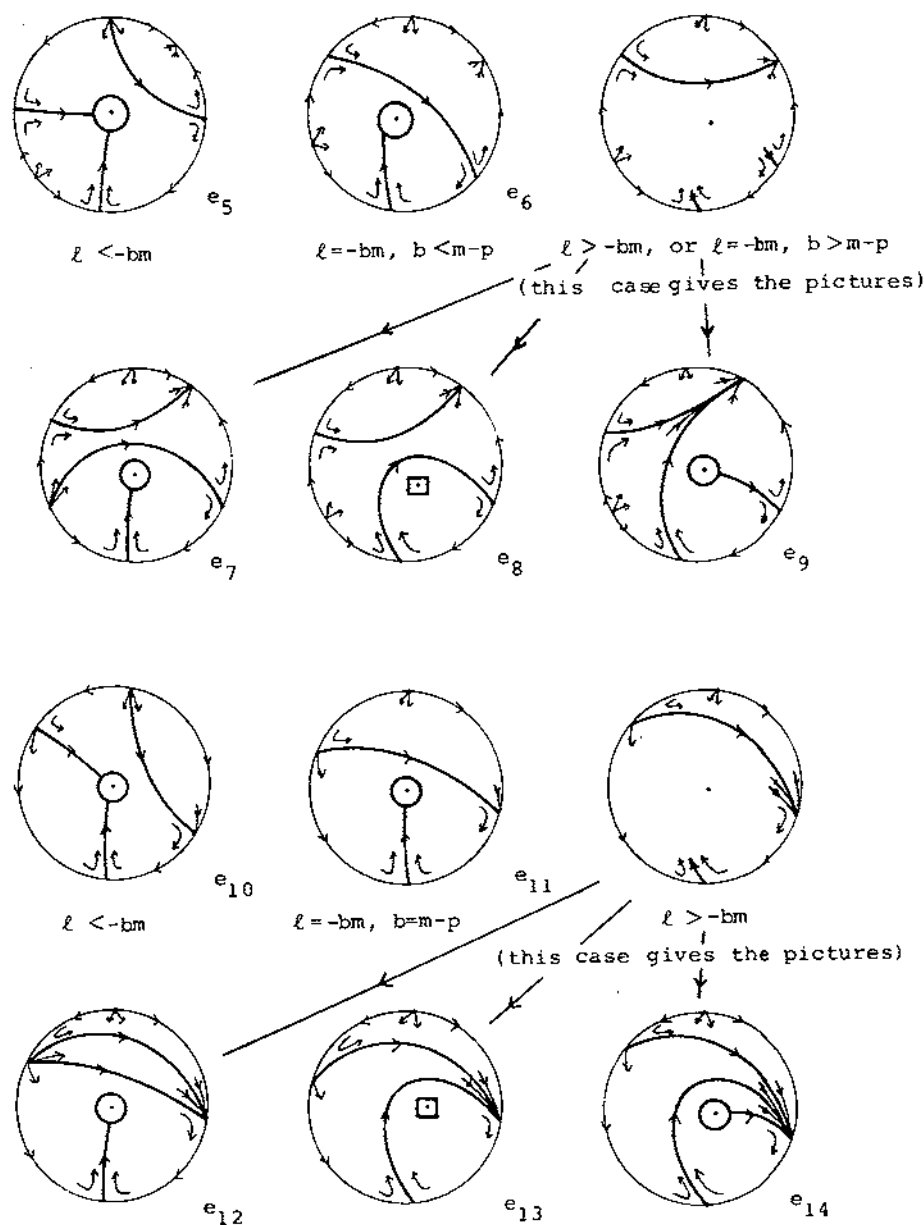 e5 e6
ℓ <-bm ℓ=-bm, b <m-p ℓ >-bm, or ℓ=-bm, b>m-p
(this case gives the pictures)
e7 e8 e9
e10 e11
ℓ <-bm ℓ=-bm, b=m-p ℓ >-bm
(this case gives the pictures)
e12 e13 e14